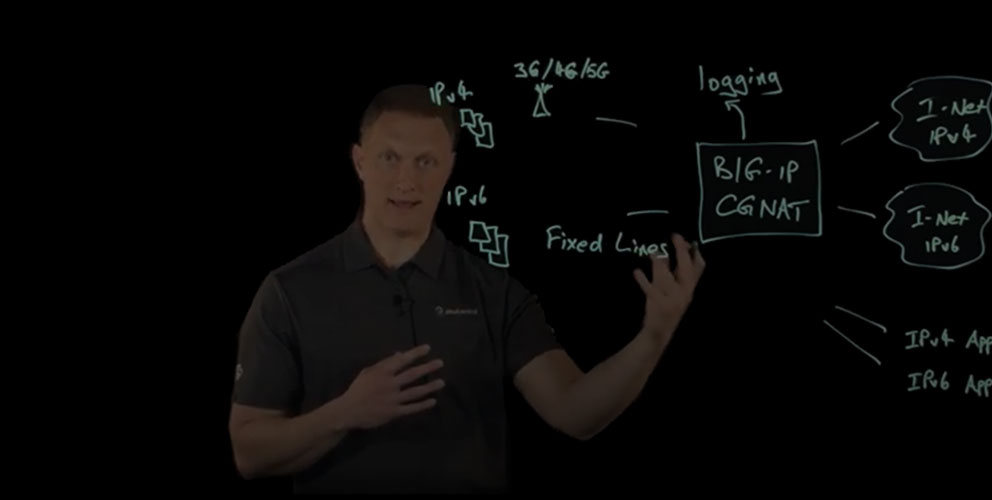 3G/4G/5G
IPv4
logging
I-Net
IPv4
BIG-IP
CGNAT
IPv6
I-Net
IPv6
Fixed Lines
IPv4 App
IPv6 App